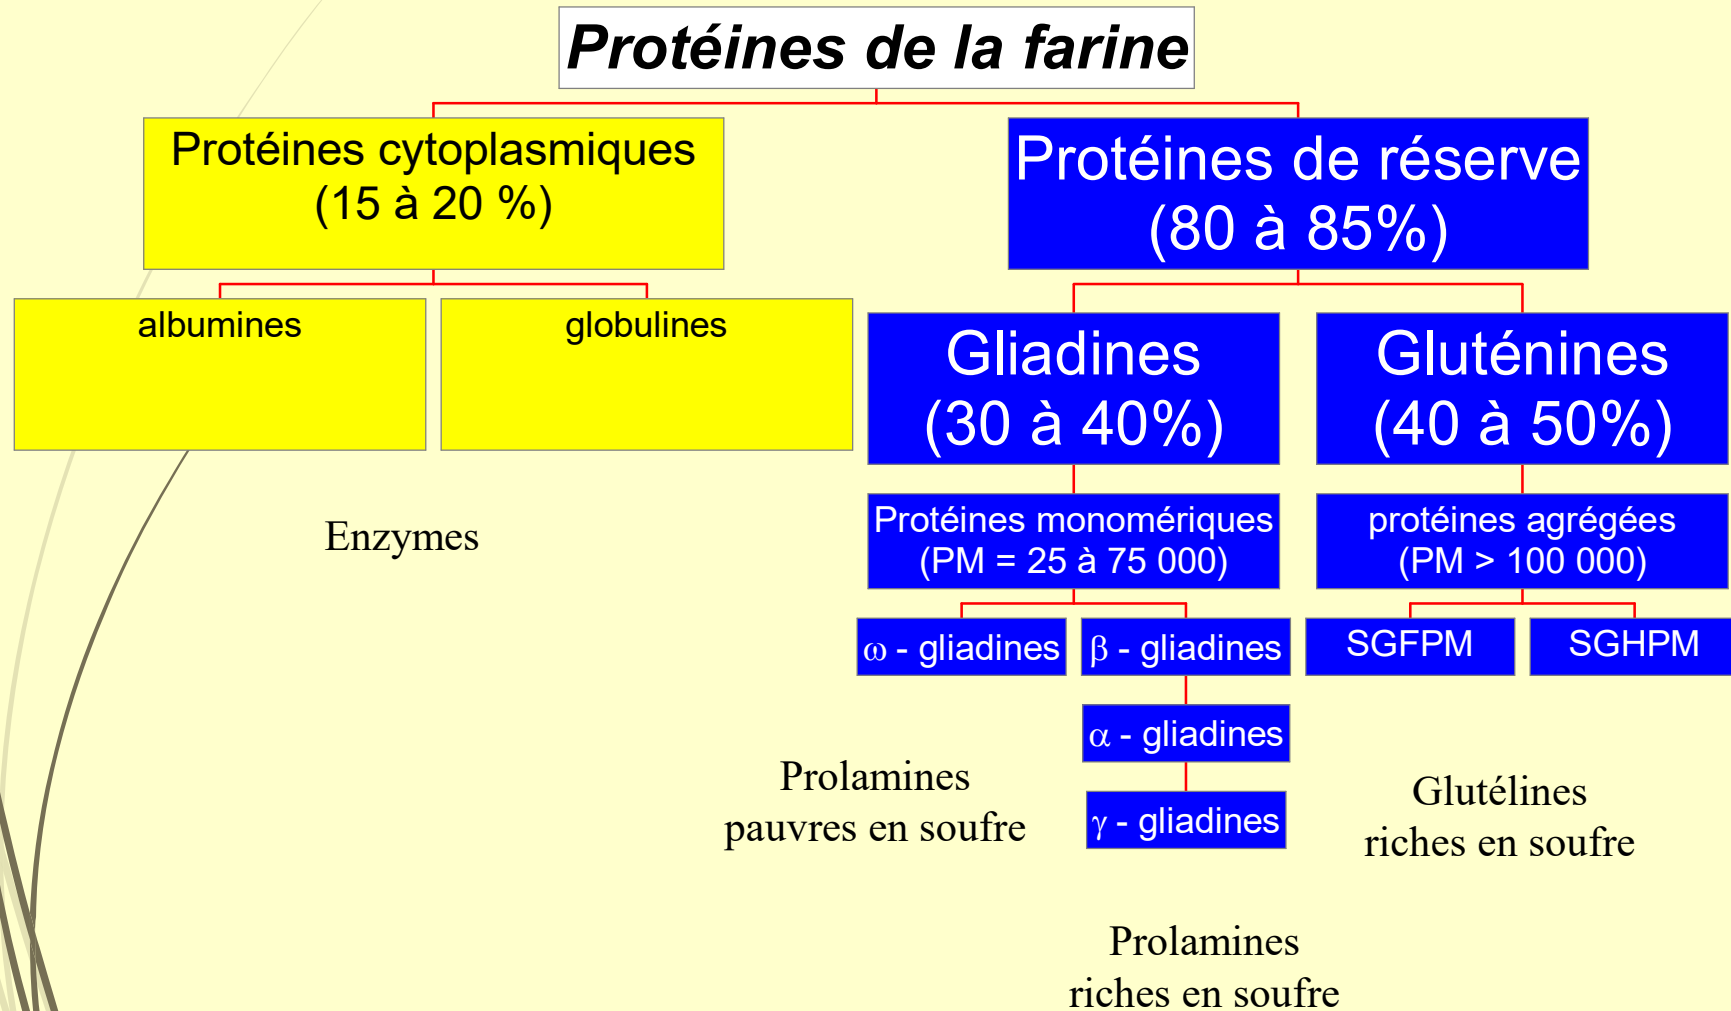 Protéines de la farine
Protéines cytoplasmiques
(15 à 20 %)
Protéines de réserve
(80 à 85%)
albumines
globulines
Gliadines
(30 à 40%)
Gluténines
(40 à 50%)
Enzymes
Protéines monomériques
(PM = 25 à 75 000)
protéines agrégées
(PM > 100 000)
ω - gliadines
β - gliadines
SGFPM
SGHPM
α - gliadines
γ - gliadines
Prolamines
pauvres en soufre
Glutélines
riches en soufre
Prolamines
riches en soufre